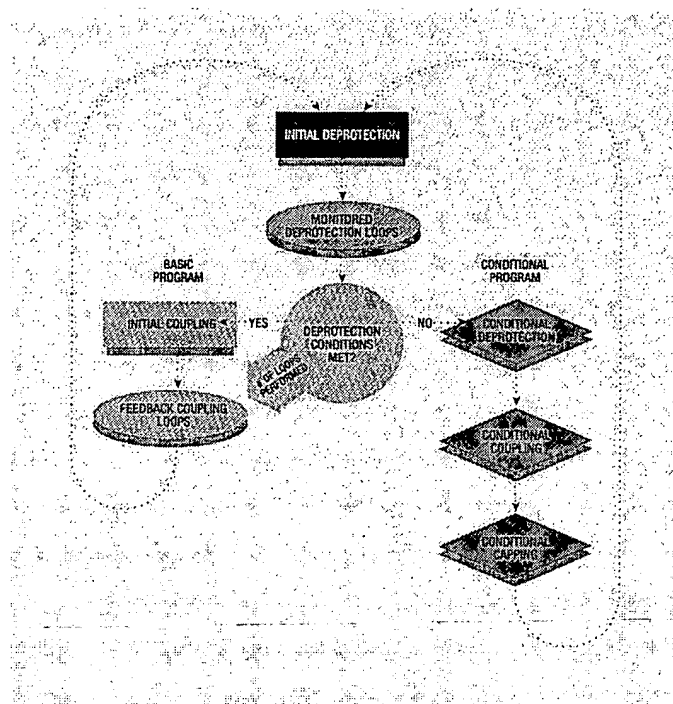 INITIAL DEPROTECTION
MONITORED
DEPROTECTION LOOPS
BASIC
PROGRAM
CONDITIONAL
PROGRAM
INITIAL COUPLING
YES
DEPROTECTION
CONDITIONS
MET?
NO
CONDITIONAL
DEPROTECTION
# OF LOOPS
PERFORMED
FEEDBACK COUPLING
LOOPS
CONDITIONAL
COUPLING
CONDITIONAL
CAPPING